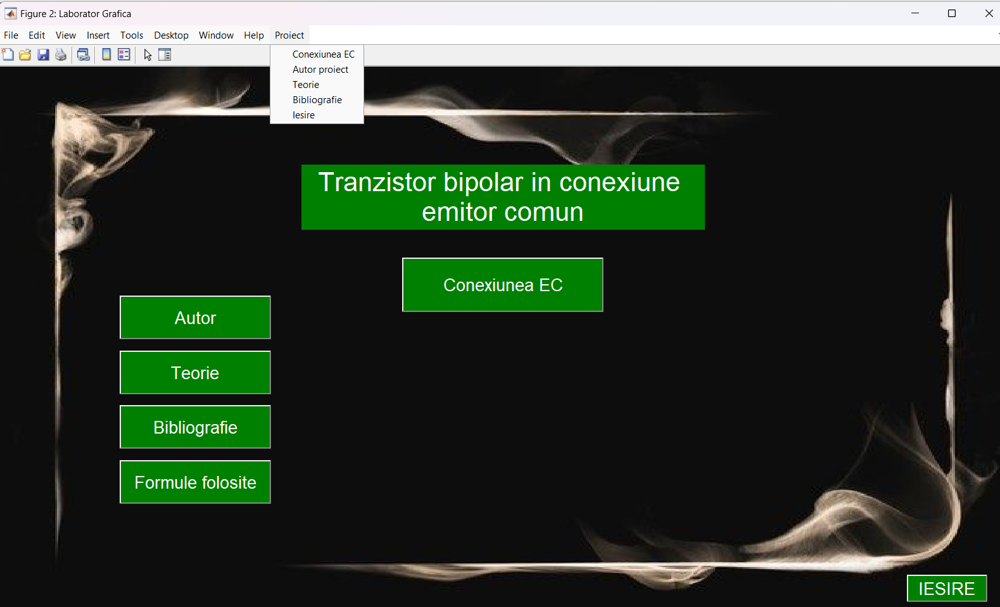 Figure 2: Laborator Grafica
File Edit View Insert Tools Desktop Window Help Proiect
Conexiunea EC
Autor proiect
Teorie
Bibliografie
Iesire
Tranzistor bipolar in conexiune
emitor comun
Conexiunea EC
Autor
Teorie
Bibliografie
Formule folosite
IESIRE